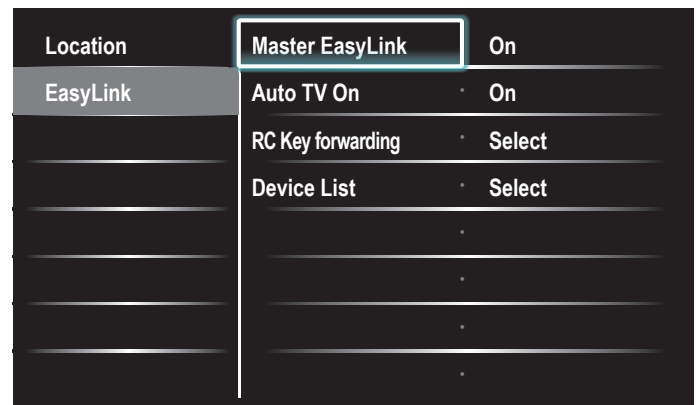 Location Master EasyLink On
EasyLink Auto TV On On
RC Key forwarding Select
Device List Select